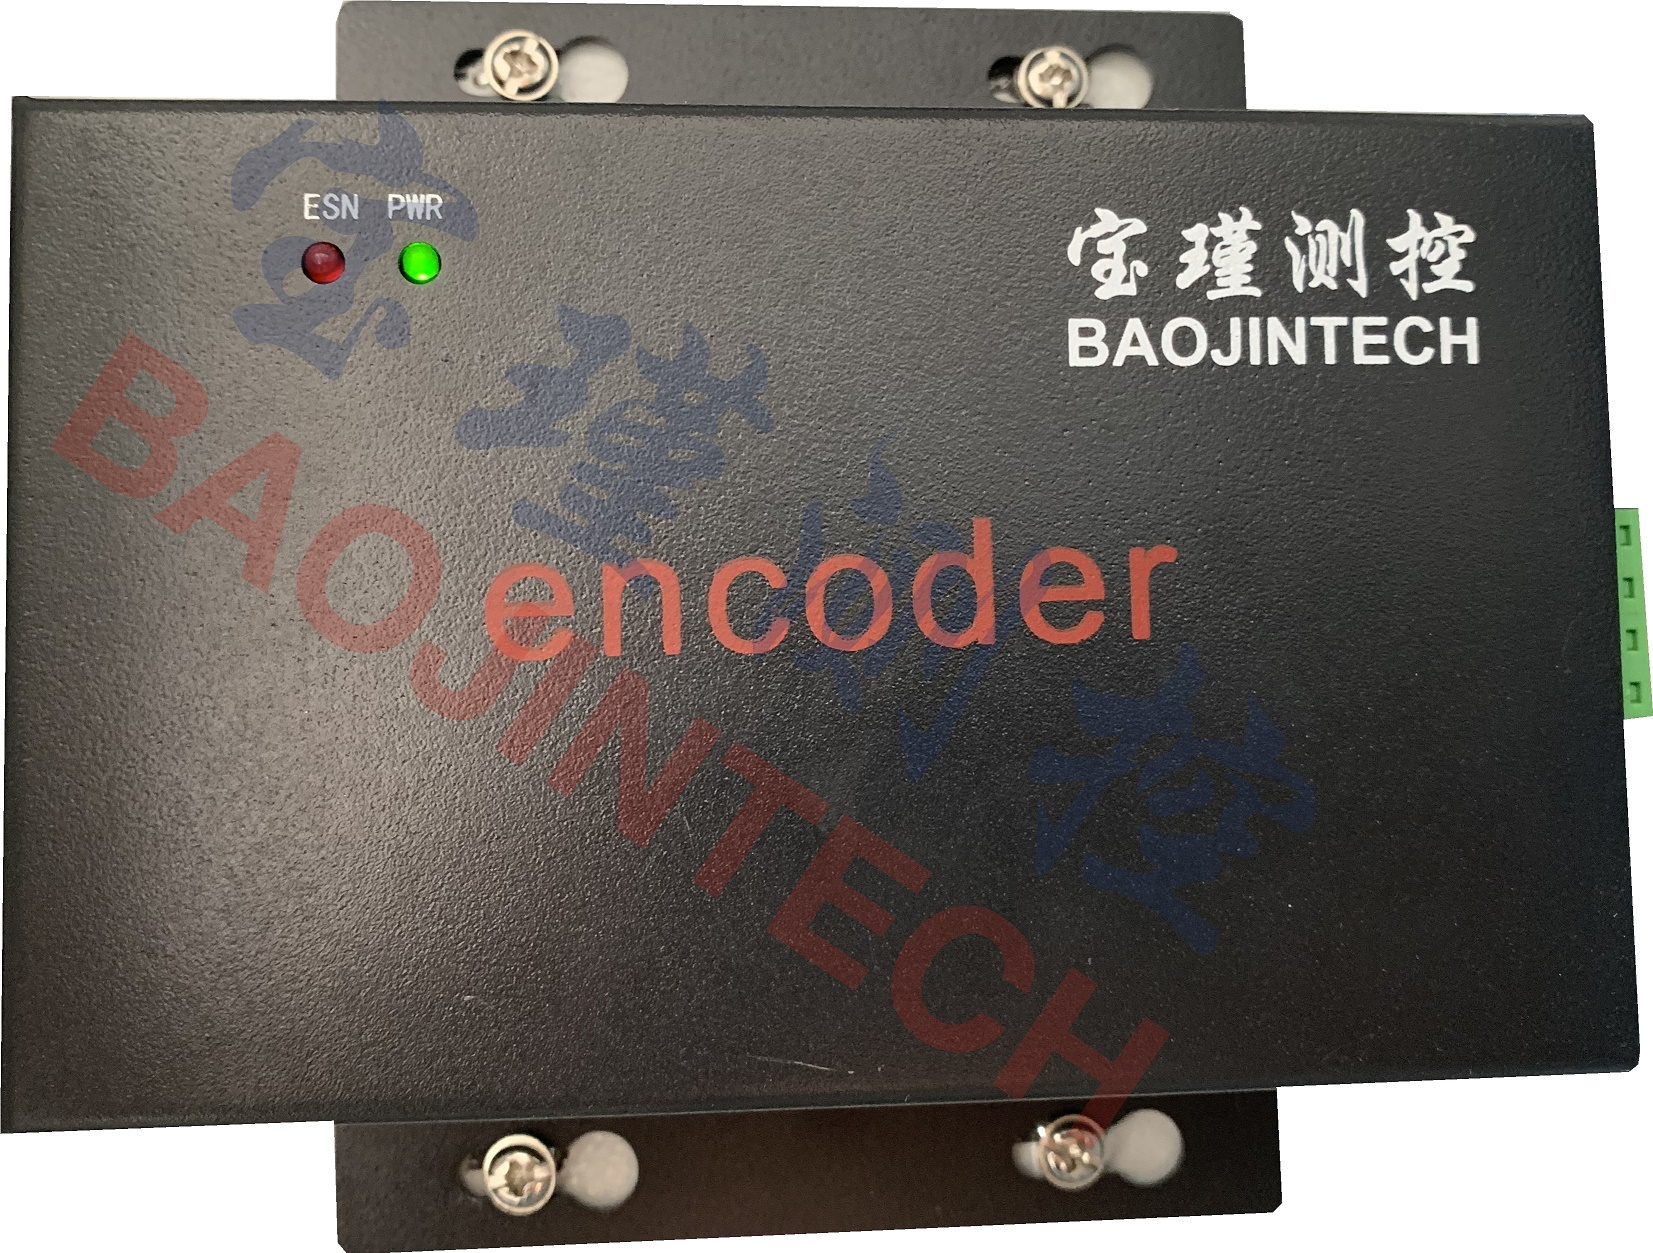 ESN PWR
宝瑾测控
BAOJINTECH
encoder
宝瑾测控
BAOJINTECH